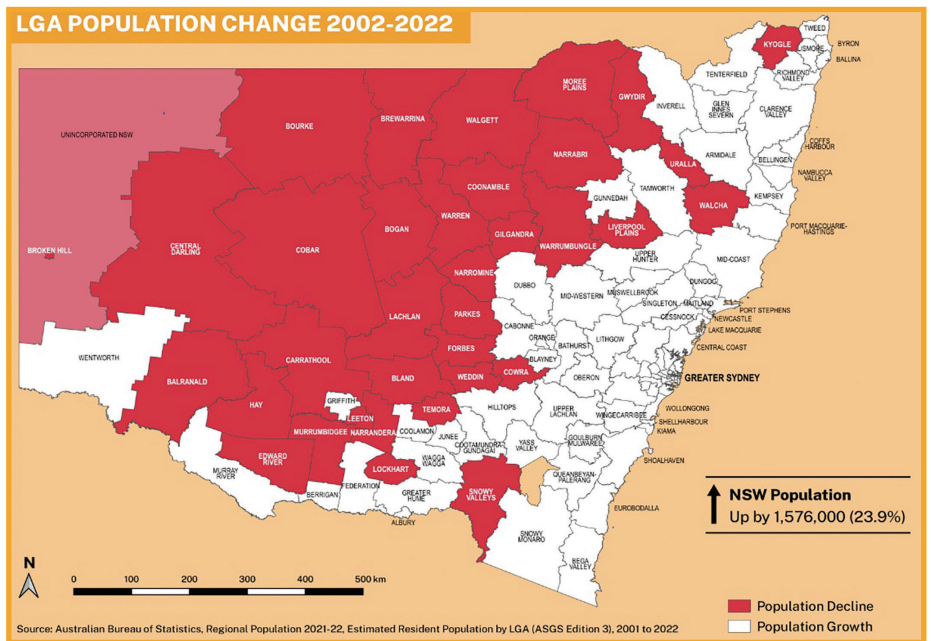 LGA POPULATION CHANGE 2002-2022
TWEED
KYOGLE
LISMORE
BYRON
BALLINA
TENTERFIELD
RICHMOND
VALLEY
MOREE
PLAINS
GWYDIR
INVERELL
GLEN
INNES
SEVERN
CLARENCE
VALLEY
UNINCORPORATED NSW
BOURKE
BREWARRINA
WALGETT
NARRABRI
URALLA
ARMIDALE
COFFS
HARBOUR
BELLINGEN
NAMBUCCA
VALLEY
COONAMBLE
GUNNEDAH
TAMWORTH
WALCHA
KEMPSEY
BROKEN HILL
CENTRAL
DARLING
COBAR
BOGAN
WARREN
GILGANDRA
WARRUMBUNGLE
LIVERPOOL
PLAINS
PORT MACQUARIE-
HASTINGS
UPPER
HUNTER
MID-COAST
NARROMINE
DUBBO
MID-WESTERN
MUSWELLBROOK
DUNGOG
SINGLETON
MAITLAND
PORT STEPHENS
LACHLAN
PARKES
CABONNE
CESSNOCK
NEWCASTLE
LAKE MACQUARIE
WENTWORTH
CARRATHOOL
FORBES
ORANGE
BATHURST
LITHGOW
CENTRAL COAST
BLAYNEY
BALRANALD
BLAND
WEDDIN
COWRA
OBERON
GREATER SYDNEY
HAY
GRIFFITH
LEETON
TEMORA
HILLTOPS
UPPER
LACHLAN
WINGECARRIBEE
WOLLONGONG
SHELLHARBOUR
KIAMA
MURRUMBIDGEE
NARRANDERA
COOLAMON
JUNEE
COOTAMUNDRA-
GUNDAGAI
YASS
VALLEY
GOULBURN
MULWAREE
SHOALHAVEN
EDWARD
RIVER
MURRAY
RIVER
LOCKHART
WAGGA
WAGGA
QUEANBEYAN-
PALERANG
BERRIGAN
FEDERATION
GREATER
HUME
ALBURY
SNOWY
VALLEYS
EUROBODALLA
SNOWY
MONARO
BEGA
VALLEY
NSW Population
Up by 1,576,000 (23.9%)
N
0 100 200 300 400 500 km
Population Decline
Population Growth
Source: Australian Bureau of Statistics, Regional Population 2021-22, Estimated Resident Population by LGA (ASGS Edition 3), 2001 to 2022